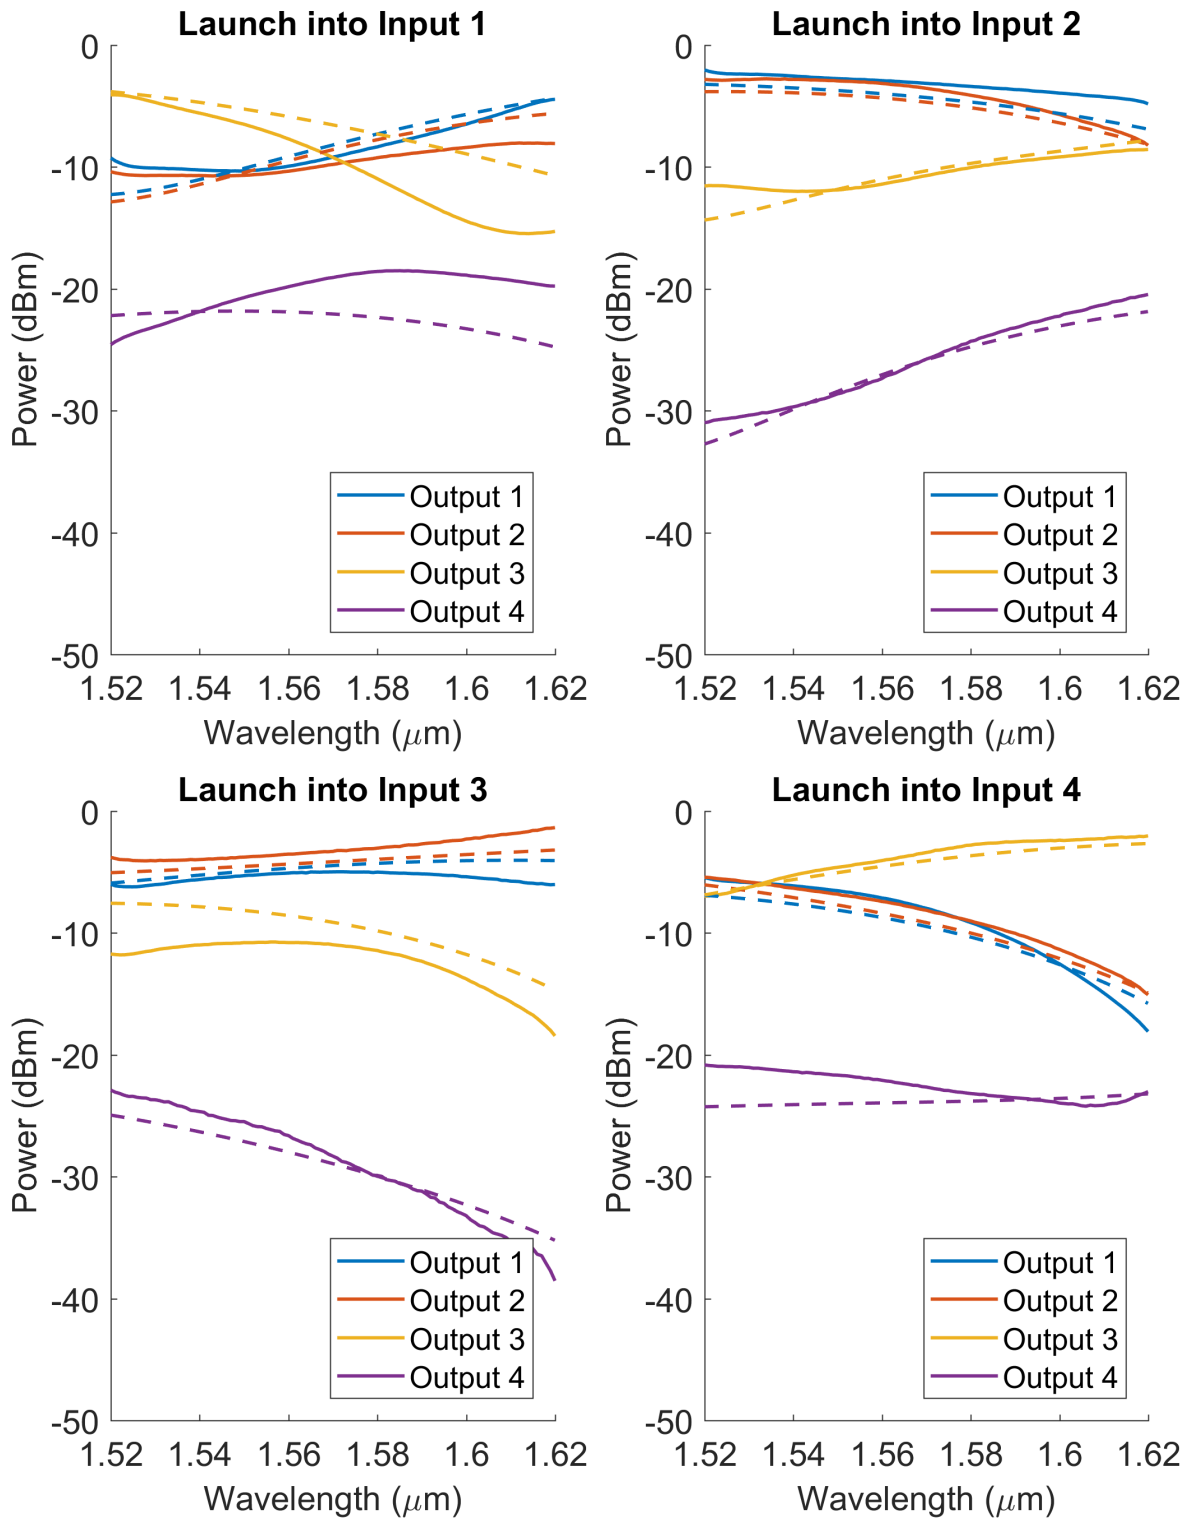 Launch into Input 1
0
-10
-20
-30
-40
-50
Power (dBm)
Output 1
Output 2
Output 3
Output 4
1.52 1.54 1.56 1.58 1.6 1.62
Wavelength (μm)
Launch into Input 2
0
-10
-20
-30
-40
-50
Power (dBm)
Output 1
Output 2
Output 3
Output 4
1.52 1.54 1.56 1.58 1.6 1.62
Wavelength (μm)
Launch into Input 3
0
-10
-20
-30
-40
-50
Power (dBm)
Output 1
Output 2
Output 3
Output 4
1.52 1.54 1.56 1.58 1.6 1.62
Wavelength (μm)
Launch into Input 4
0
-10
-20
-30
-40
-50
Power (dBm)
Output 1
Output 2
Output 3
Output 4
1.52 1.54 1.56 1.58 1.6 1.62
Wavelength (μm)